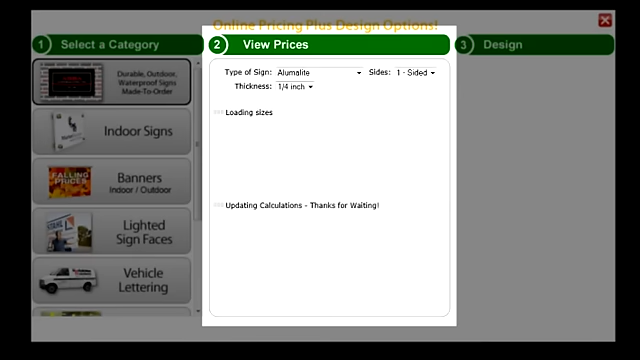 Online Pricing Plus Design Options!
1 Select a Category
Durable, Outdoor,
Waterproof Signs
Made-To-Order
Indoor Signs
FALLING
PRICES
Banners
Indoor / Outdoor
Lighted
Sign Faces
Vehicle
Lettering
2 View Prices
Type of Sign: Alumalite Sides: 1 - Sided
Thickness: 1/4 inch
Loading sizes
Updating Calculations - Thanks for Waiting!
3 Design